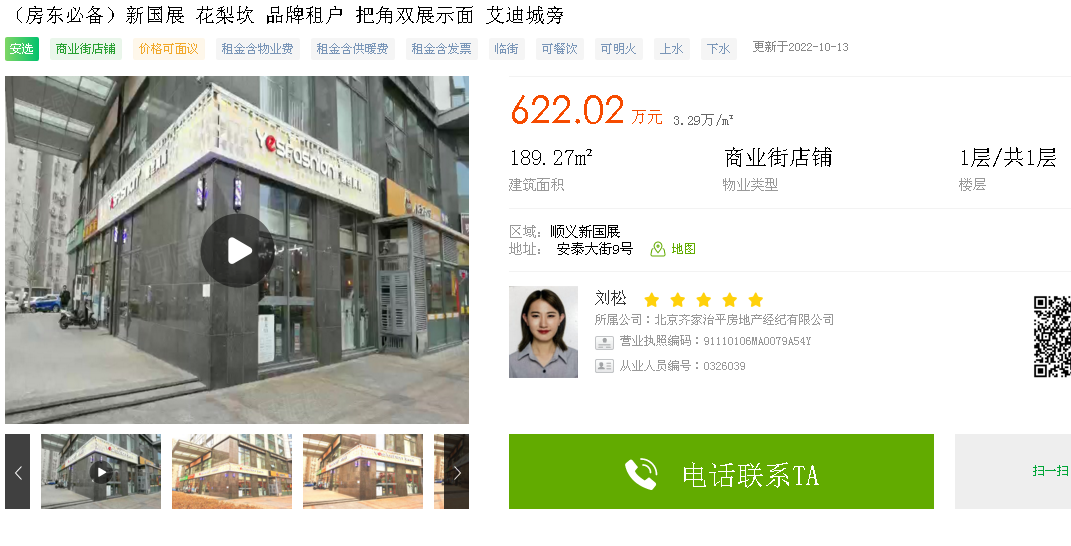 （房东必备）新国展 花梨坎 品牌租户 把角双展示面 艾迪城旁
安选 商业街店铺 价格可面议 租金含物业费 租金含供暖费 租金含发票 临街 可餐饮 可明火 上水 下水 更新于2022-10-13
YeSFashion
YeSFashion
622.02 万元 3.29万/㎡
189.27㎡ 商业街店铺 1层/共1层
建筑面积 物业类型 楼层
区域： 顺义新国展
地址： 安泰大街9号 地图
刘松
所属公司：北京齐家治平房地产经纪有限公司
营业执照编码：91110106MA0079A54Y
从业人员编号：0326039
电话联系TA
扫一扫